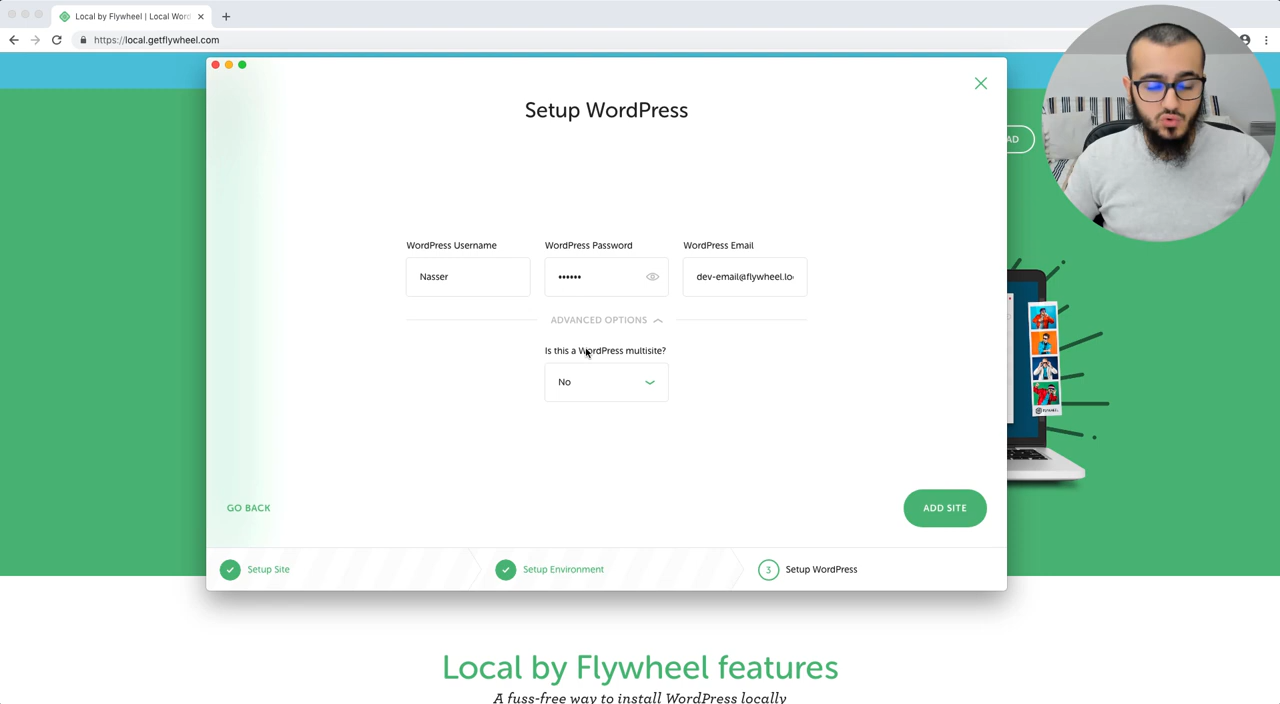 Local by Flywheel | Local Word
https://local.getflywheel.com
AD
Setup WordPress
WordPress Username
WordPress Password
WordPress Email
Nasser
••••••
dev-email@flywheel.lo
ADVANCED OPTIONS
Is this a WordPress multisite?
No
GO BACK
ADD SITE
Setup Site
Setup Environment
3
Setup WordPress
FLYWHEEL
Local by Flywheel features
A fuss-free way to install WordPress locally